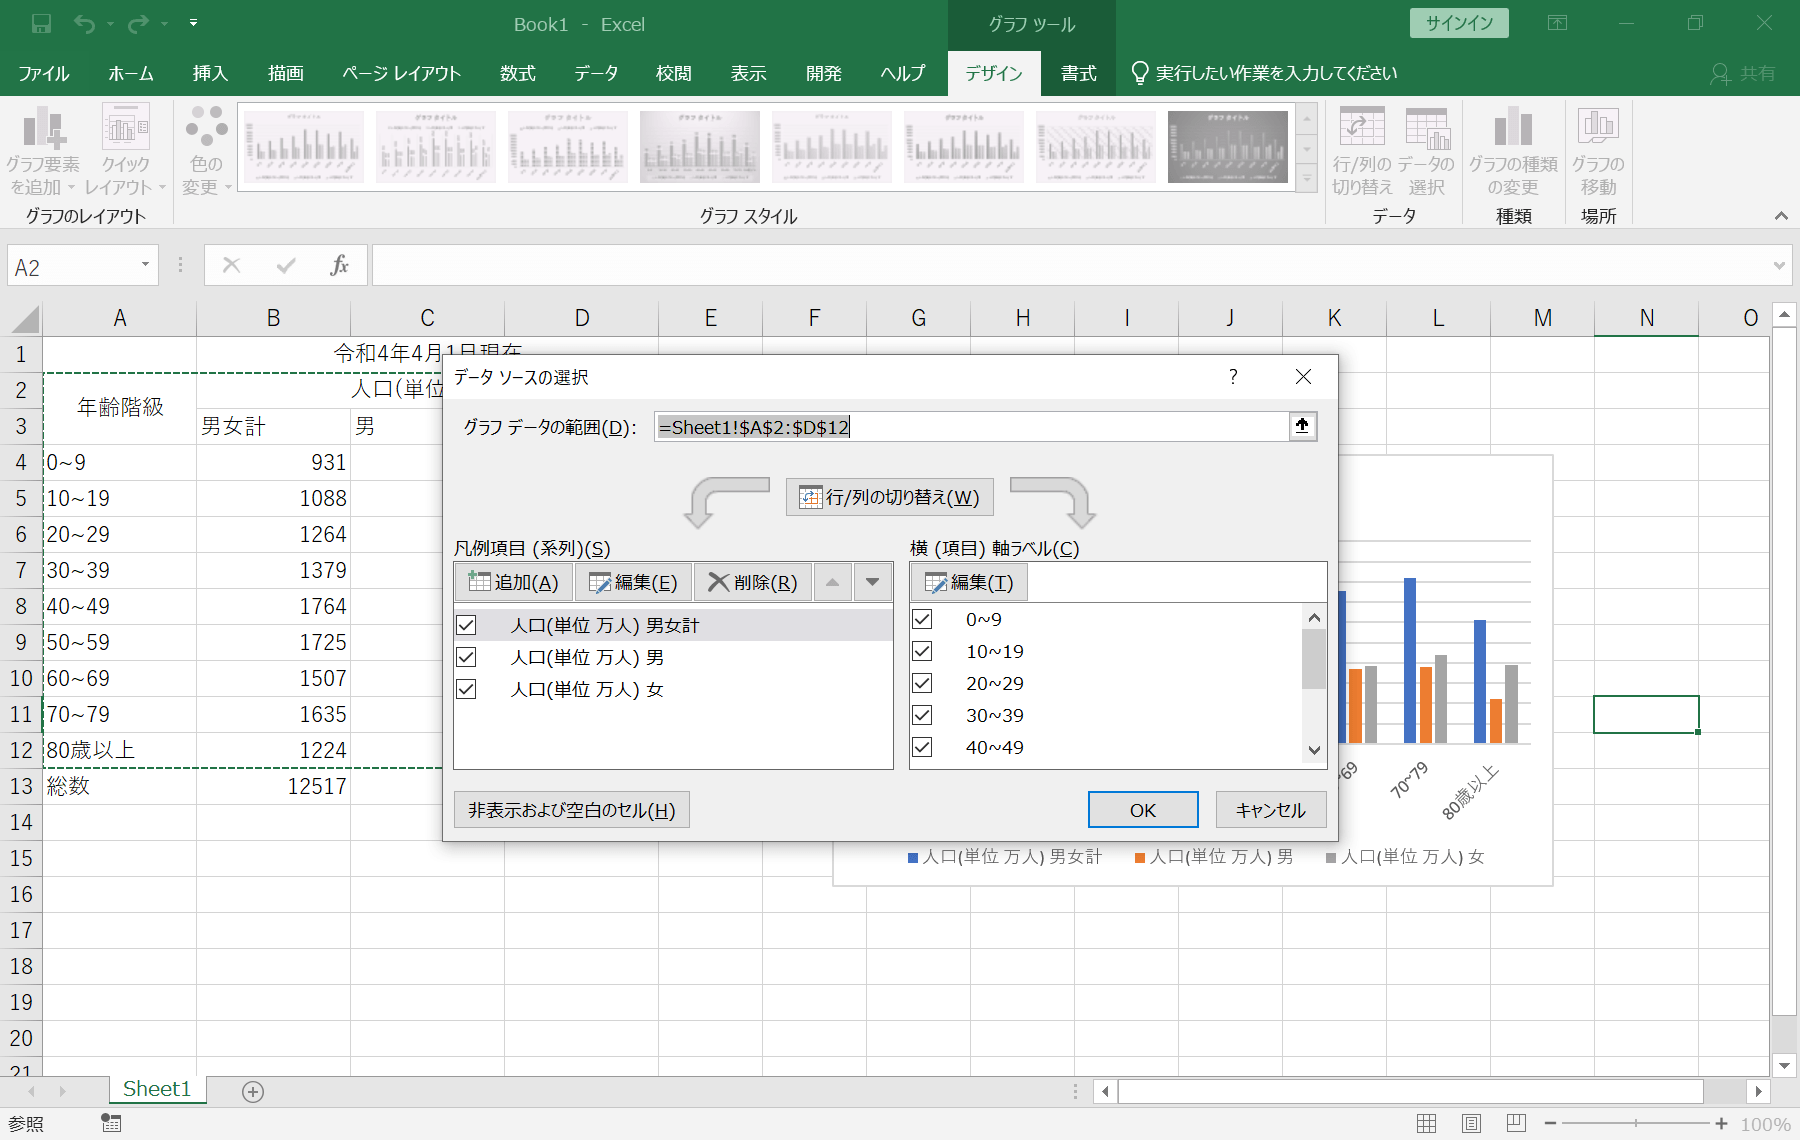 Book1 - Excel
グラフ ツール
サインイン
ファイル ホーム 挿入 描画 ページ レイアウト 数式 データ 校閲 表示 開発 ヘルプ デザイン 書式 実行したい作業を入力してください 共有
グラフ要素を追加
クイックレイアウト
色の変更
行/列の切り替え
データの選択
グラフの種類の変更
グラフの移動
グラフのレイアウト グラフ スタイル データ 種類 場所
A2 fx
A B C D E F G H I J K L M N O
1 令和4年4月1日現在
2 年齢階級 人口(単位
3 男女計 男
4 0~9 931
5 10~19 1088
6 20~29 1264
7 30~39 1379
8 40~49 1764
9 50~59 1725
10 60~69 1507
11 70~79 1635
12 80歳以上 1224
13 総数 12517
14
15
16
17
18
19
20
21
データ ソースの選択 ?
グラフ データの範囲(D): =Sheet1!$A$2:$D$12
行/列の切り替え(W)
凡例項目 (系列)(S)
追加(A) 編集(E) 削除(R)
人口(単位 万人) 男女計
人口(単位 万人) 男
人口(単位 万人) 女
横 (項目) 軸ラベル(C)
編集(T)
0~9
10~19
20~29
30~39
40~49
非表示および空白のセル(H) OK キャンセル
~69 70~79 80歳以上
人口(単位 万人) 男女計 人口(単位 万人) 男 人口(単位 万人) 女
Sheet1
参照 100%